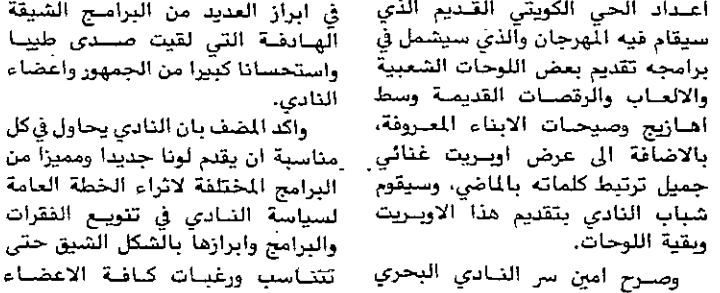 اعداد الحي الكويتي القديم الذي
سيقام فيه المهرجان والذي سيشمل في
برامجه تقديم بعض اللوحات الشعبية
والالعاب والرقصات القديمة وسط
اهازيج وصيحات الابناء المعروفة،
بالاضافة الى عرض اوبريت غنائي
جميل ترتبط كلماته بالماضي، وسيقوم
شباب النادي بتقديم هذا الاوبريت
وبقية اللوحات.
وصرح امين سر النادي البحري
في ابراز العديد من البرامج الشيقة
الهادفة التي لقيت صدى طيبا
واستحسانا كبيرا من الجمهور واعضاء
النادي.
واكد المضف بان النادي يحاول في كل
مناسبة ان يقدم لونا جديدا ومميزا من
البرامج المختلفة لاثراء الخطة العامة
لسياسة النادي في تنويع الفقرات
والبرامج وابرازها بالشكل الشيق حتى
تتناسب ورغبات كافة الاعضاء